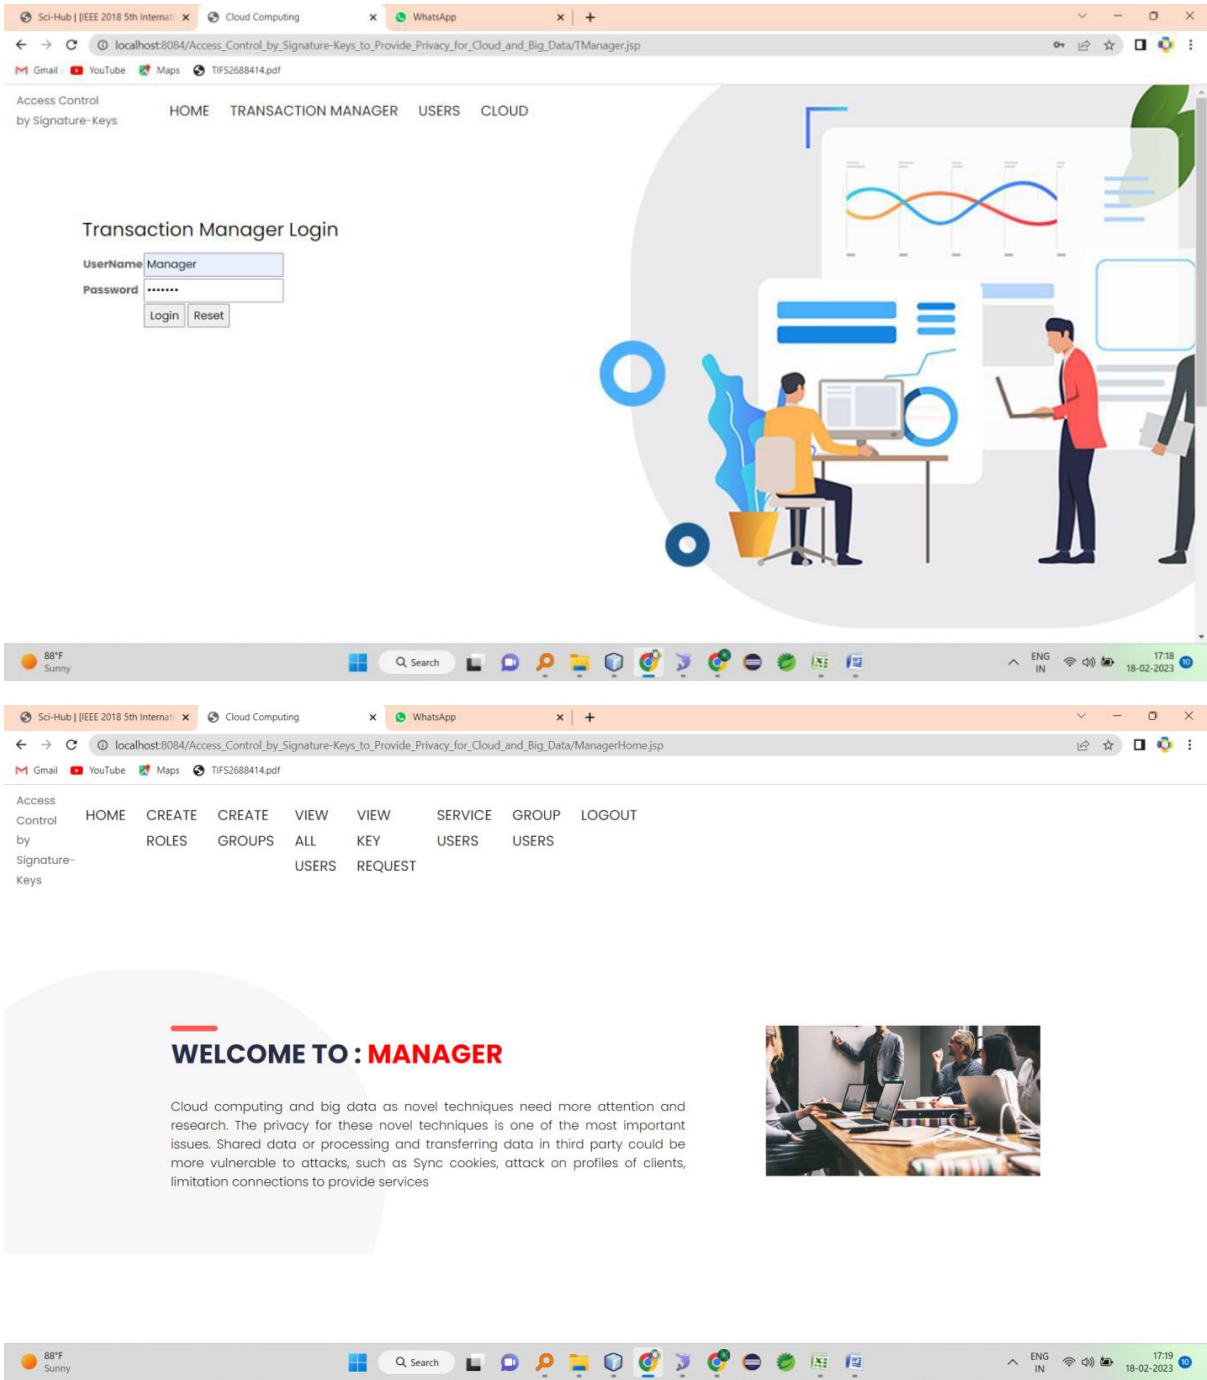 Sci-Hub | [IEEE 2018 5th Internati
Cloud Computing
WhatsApp
localhost:8084/Access_Control_by_Signature-Keys_to_Provide_Privacy_for_Cloud_and_Big_Data/TManager.jsp
Gmail YouTube Maps TIFS2688414.pdf
Access Control
by Signature-Keys
HOME TRANSACTION MANAGER USERS CLOUD
Transaction Manager Login
UserName Manager
Password •••••••
Login Reset
88°F
Sunny
Search
ENG
IN
17:18
18-02-2023
10
Sci-Hub | [IEEE 2018 5th Internati
Cloud Computing
WhatsApp
localhost:8084/Access_Control_by_Signature-Keys_to_Provide_Privacy_for_Cloud_and_Big_Data/ManagerHome.jsp
Gmail YouTube Maps TIFS2688414.pdf
Access
Control
by
Signature-
Keys
HOME
CREATE
ROLES
CREATE
GROUPS
VIEW
ALL
USERS
VIEW
KEY
REQUEST
SERVICE
USERS
GROUP
USERS
LOGOUT
WELCOME TO : MANAGER
Cloud computing and big data as novel techniques need more attention and
research. The privacy for these novel techniques is one of the most important
issues. Shared data or processing and transferring data in third party could be
more vulnerable to attacks, such as Sync cookies, attack on profiles of clients,
limitation connections to provide services
88°F
Sunny
Search
ENG
IN
17:19
18-02-2023
10